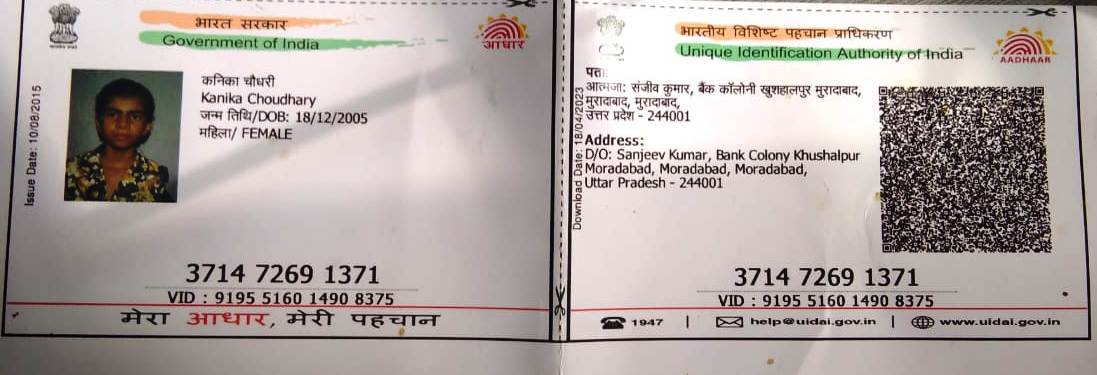 भारत सरकार
Government of India
आधार
Issue Date: 10/08/2015
कनिका चौधरी
Kanika Choudhary
जन्म तिथि/DOB: 18/12/2005
महिला/ FEMALE
3714 7269 1371
VID : 9195 5160 1490 8375
मेरा आधार, मेरी पहचान
भारतीय विशिष्ट पहचान प्राधिकरण
Unique Identification Authority of India
AADHAAR
Download Date: 18/04/2023
पता:
आत्मजा: संजीव कुमार, बैंक कॉलोनी खुशहालपुर मुरादाबाद,
मुरादाबाद, मुरादाबाद,
उत्तर प्रदेश - 244001
Address:
D/O: Sanjeev Kumar, Bank Colony Khushalpur
Moradabad, Moradabad, Moradabad,
Uttar Pradesh - 244001
3714 7269 1371
VID : 9195 5160 1490 8375
1947 | help@uidai.gov.in | www.uidai.gov.in